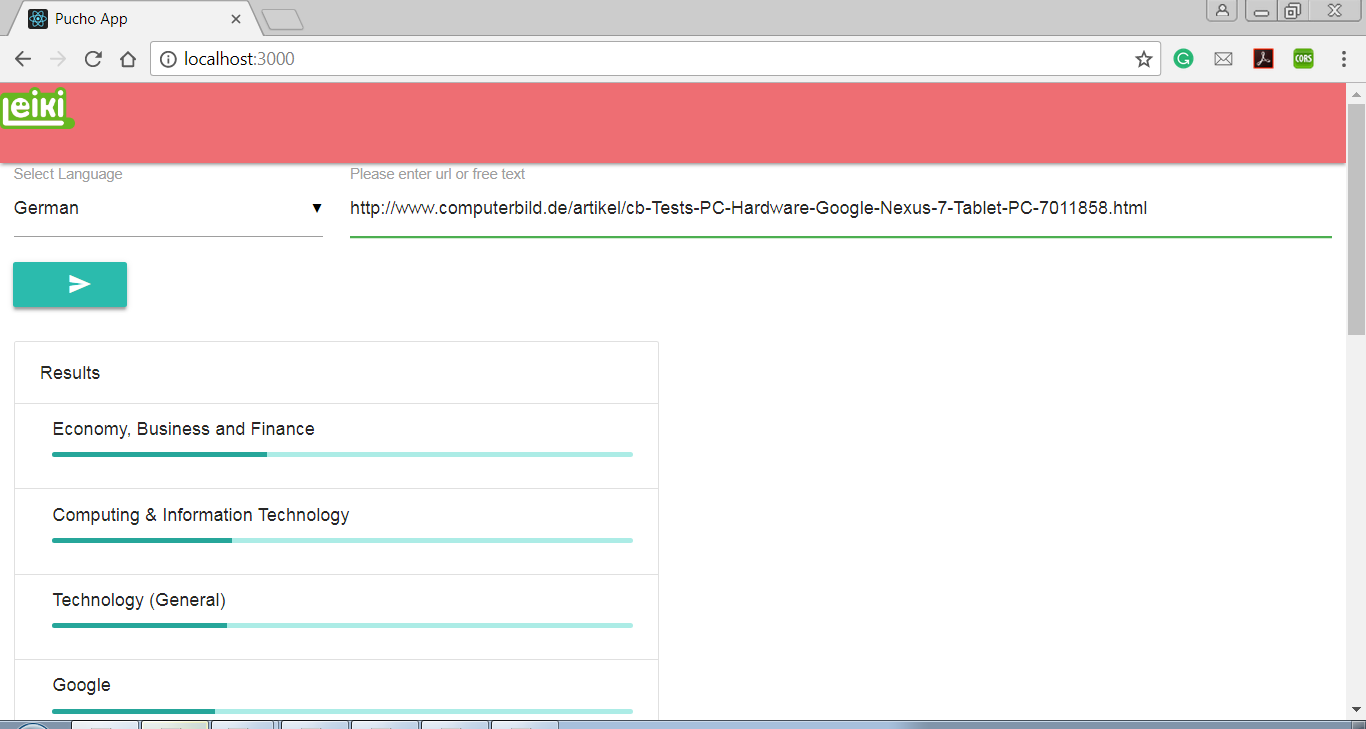 Pucho App
localhost:3000
CORS
leiki
Select Language
Please enter url or free text
German
http://www.computerbild.de/artikel/cb-Tests-PC-Hardware-Google-Nexus-7-Tablet-PC-7011858.html
Results
Economy, Business and Finance
Computing & Information Technology
Technology (General)
Google